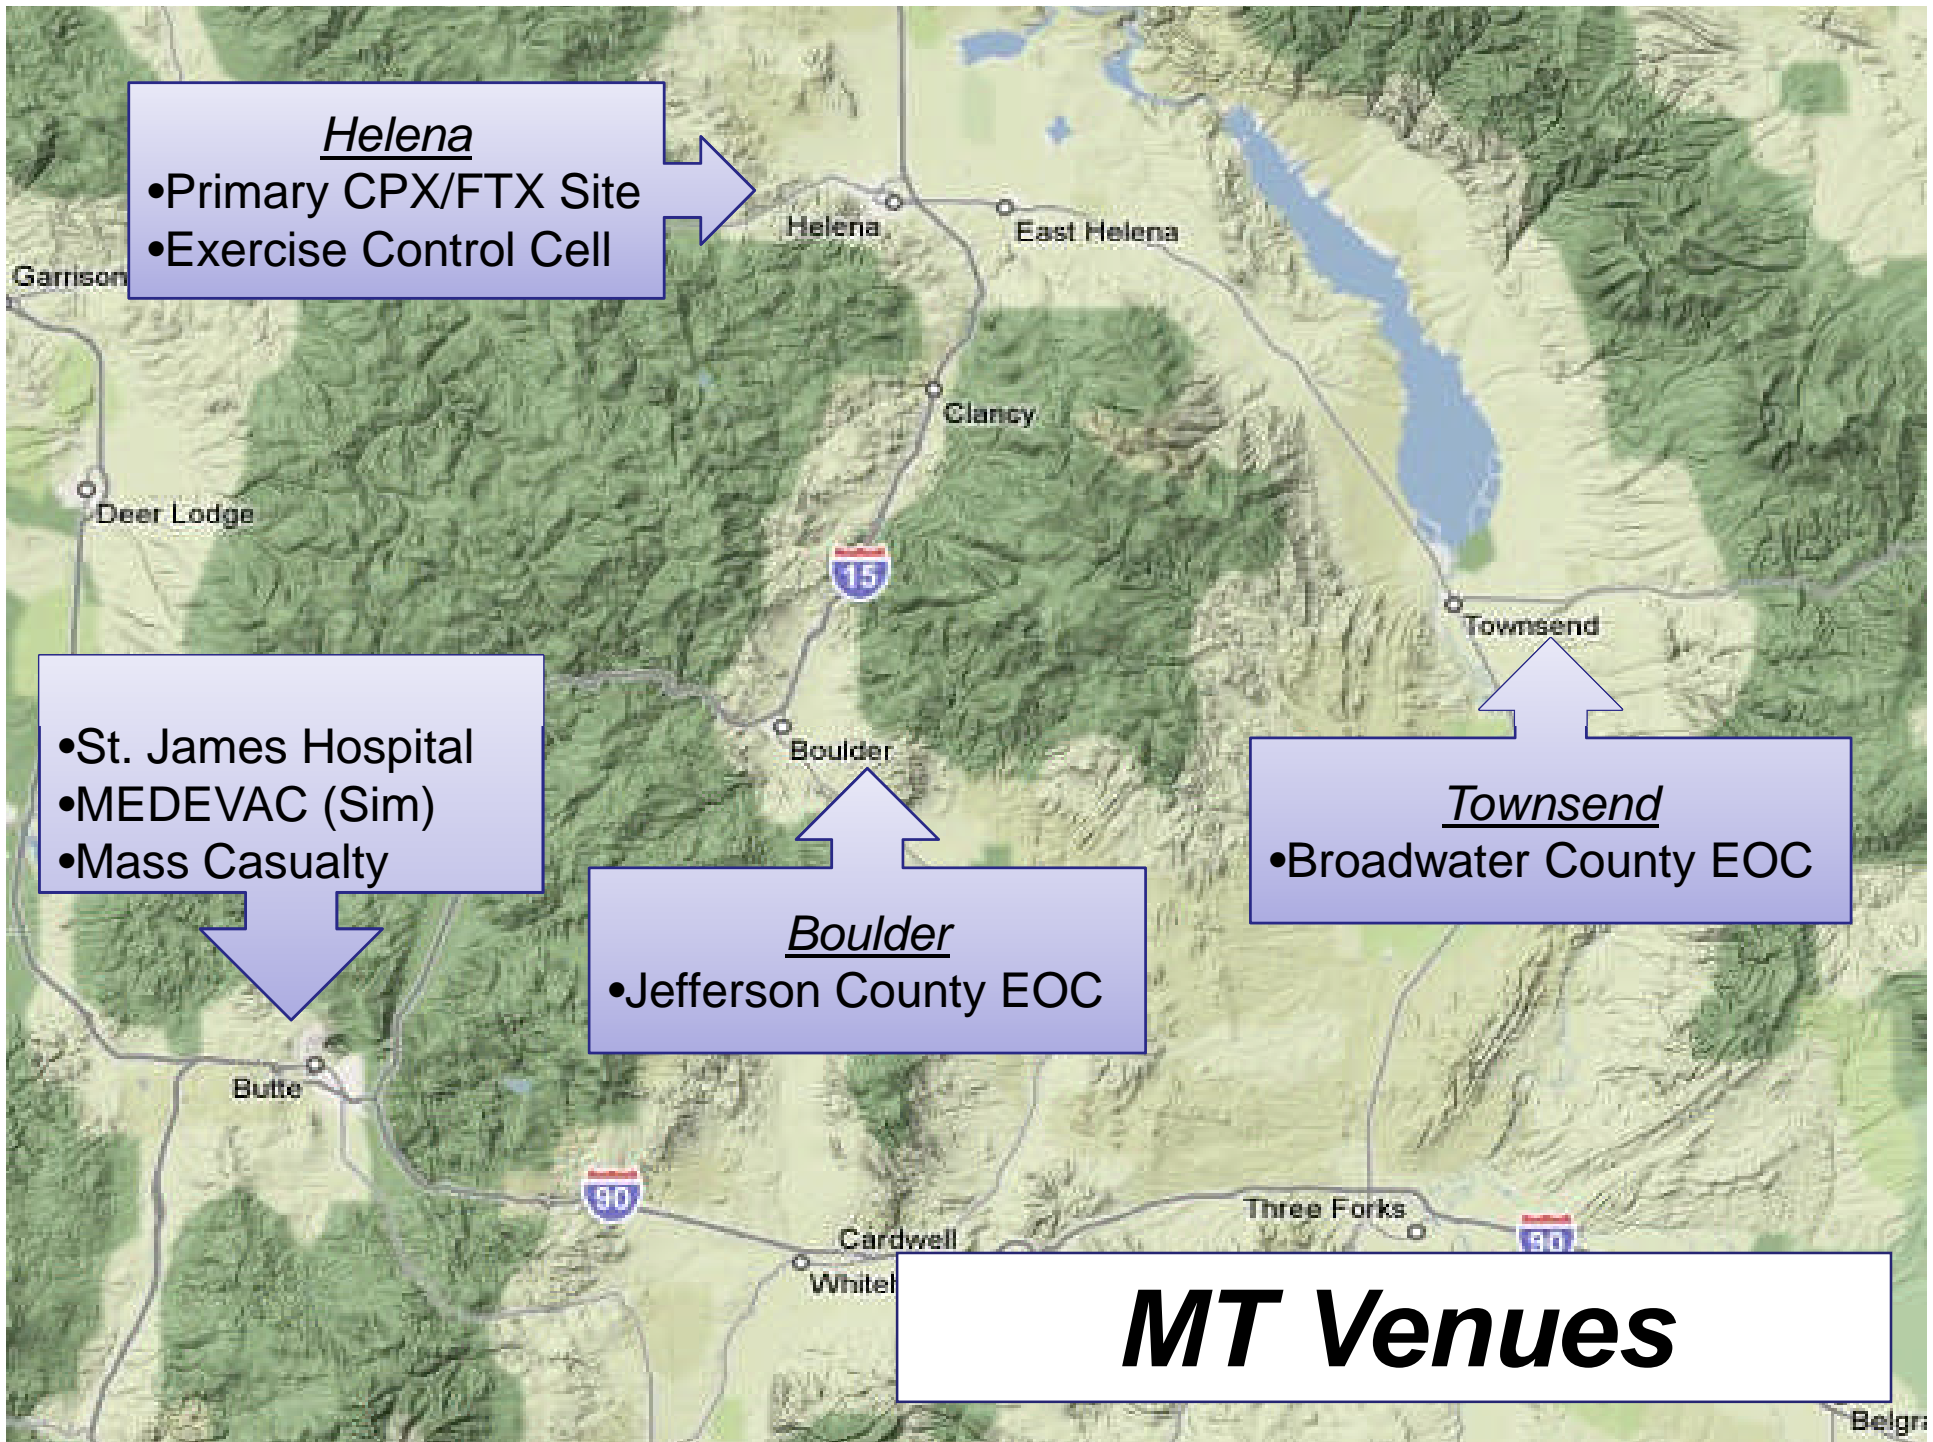 Helena
•Primary CPX/FTX Site
•Exercise Control Cell
Helena
East Helena
Garrison
Clancy
Deer Lodge
15
Townsend
•St. James Hospital
•MEDEVAC (Sim)
•Mass Casualty
Boulder
Townsend
•Broadwater County EOC
Boulder
•Jefferson County EOC
Butte
90
Three Forks
Cardwell
90
Whiteh
MT Venues
Belgra